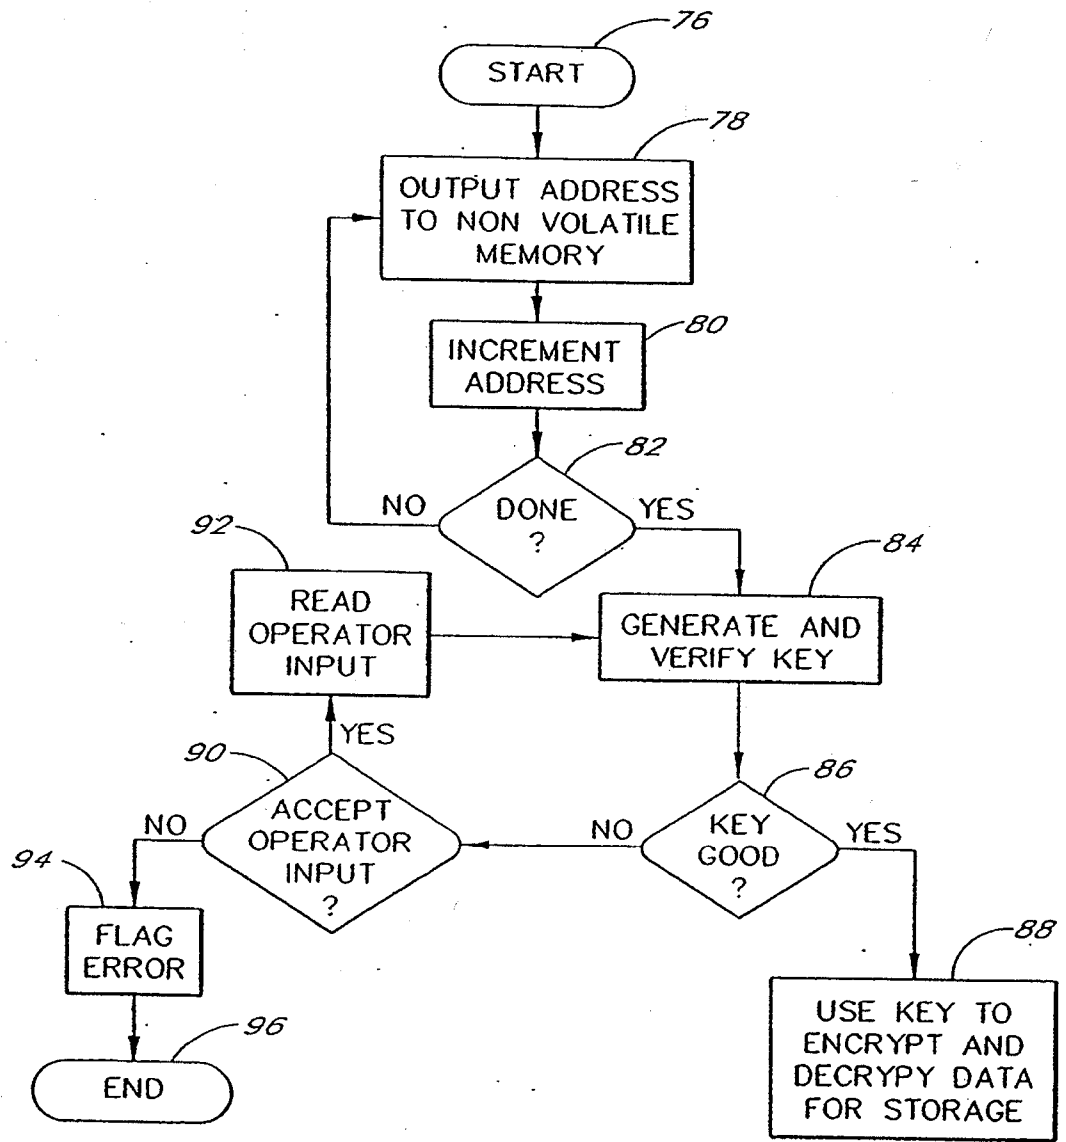 76
START
78
OUTPUT ADDRESS
TO NON VOLATILE
MEMORY
80
INCREMENT
ADDRESS
82
NO
DONE
?
YES
92
84
READ
OPERATOR
INPUT
GENERATE AND
VERIFY KEY
YES
90
86
ACCEPT
OPERATOR
INPUT
?
NO
NO
KEY
GOOD
?
YES
94
FLAG
ERROR
88
USE KEY TO
ENCRYPT AND
DECRYPY DATA
FOR STORAGE
96
END